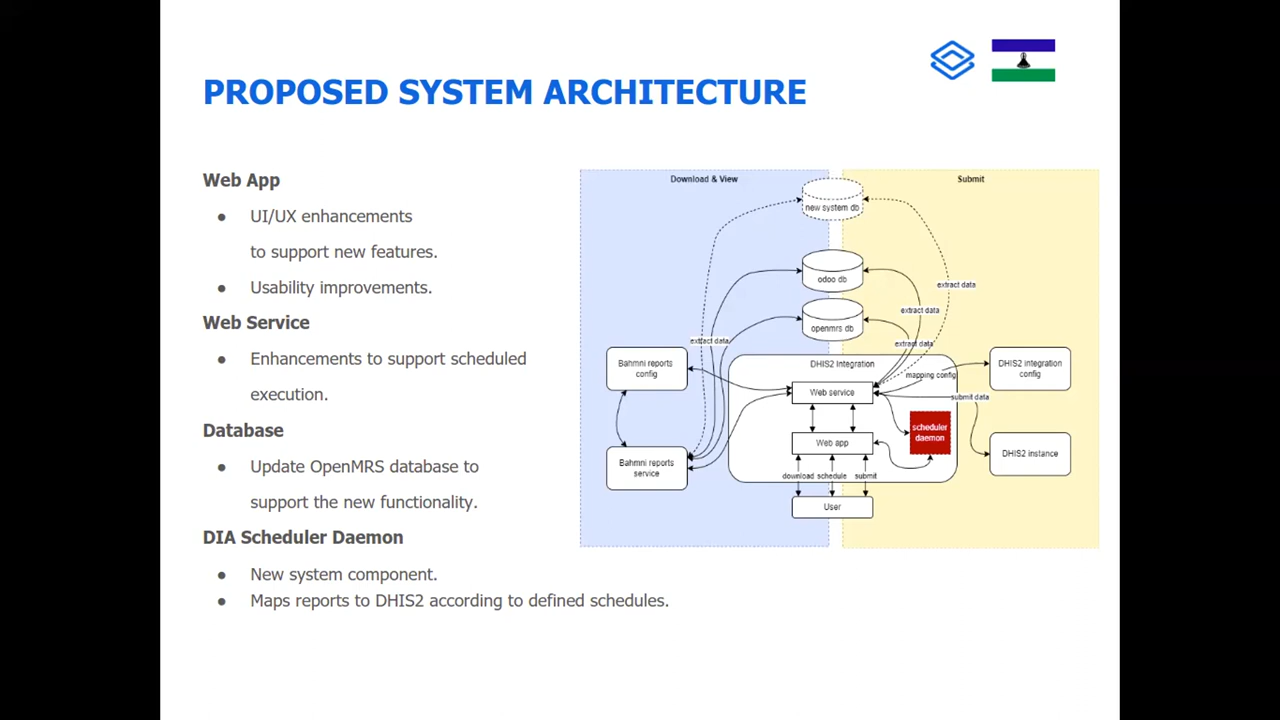 PROPOSED SYSTEM ARCHITECTURE
Web App
● UI/UX enhancements
to support new features.
● Usability improvements.
Web Service
● Enhancements to support scheduled
execution.
Database
● Update OpenMRS database to
support the new functionality.
DIA Scheduler Daemon
● New system component.
● Maps reports to DHIS2 according to defined schedules.
Download & View
Submit
new system db
odoo db
openmrs db
extract data
extract data
extract data
extract data
Bahmni reports
config
Bahmni reports
service
DHIS2 Integration
Web service
mapping config
submit data
scheduler
daemon
Web app
download
schedule
submit
User
DHIS2 integration
config
DHIS2 instance